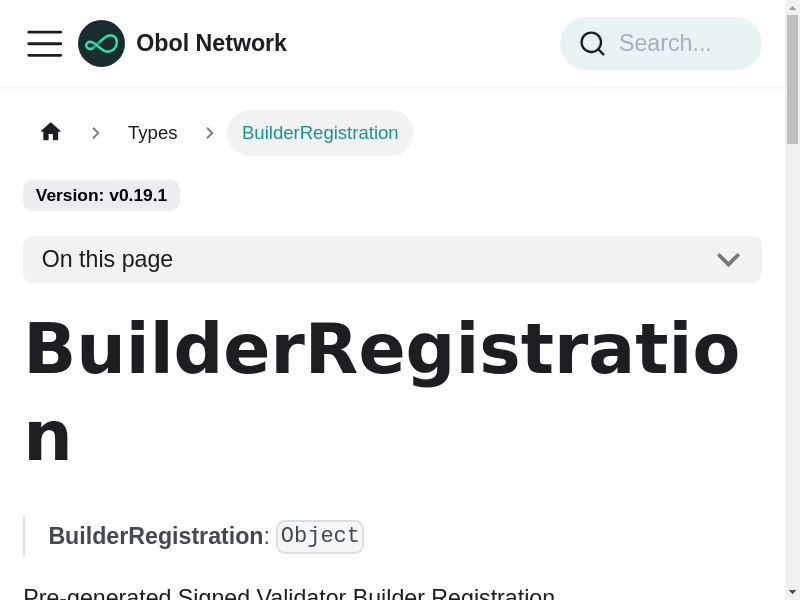 Obol Network
Search...
Types
BuilderRegistration
Version: v0.19.1
On this page
BuilderRegistratio
n
BuilderRegistration: Object
Pre-generated Signed Validator Builder Registration